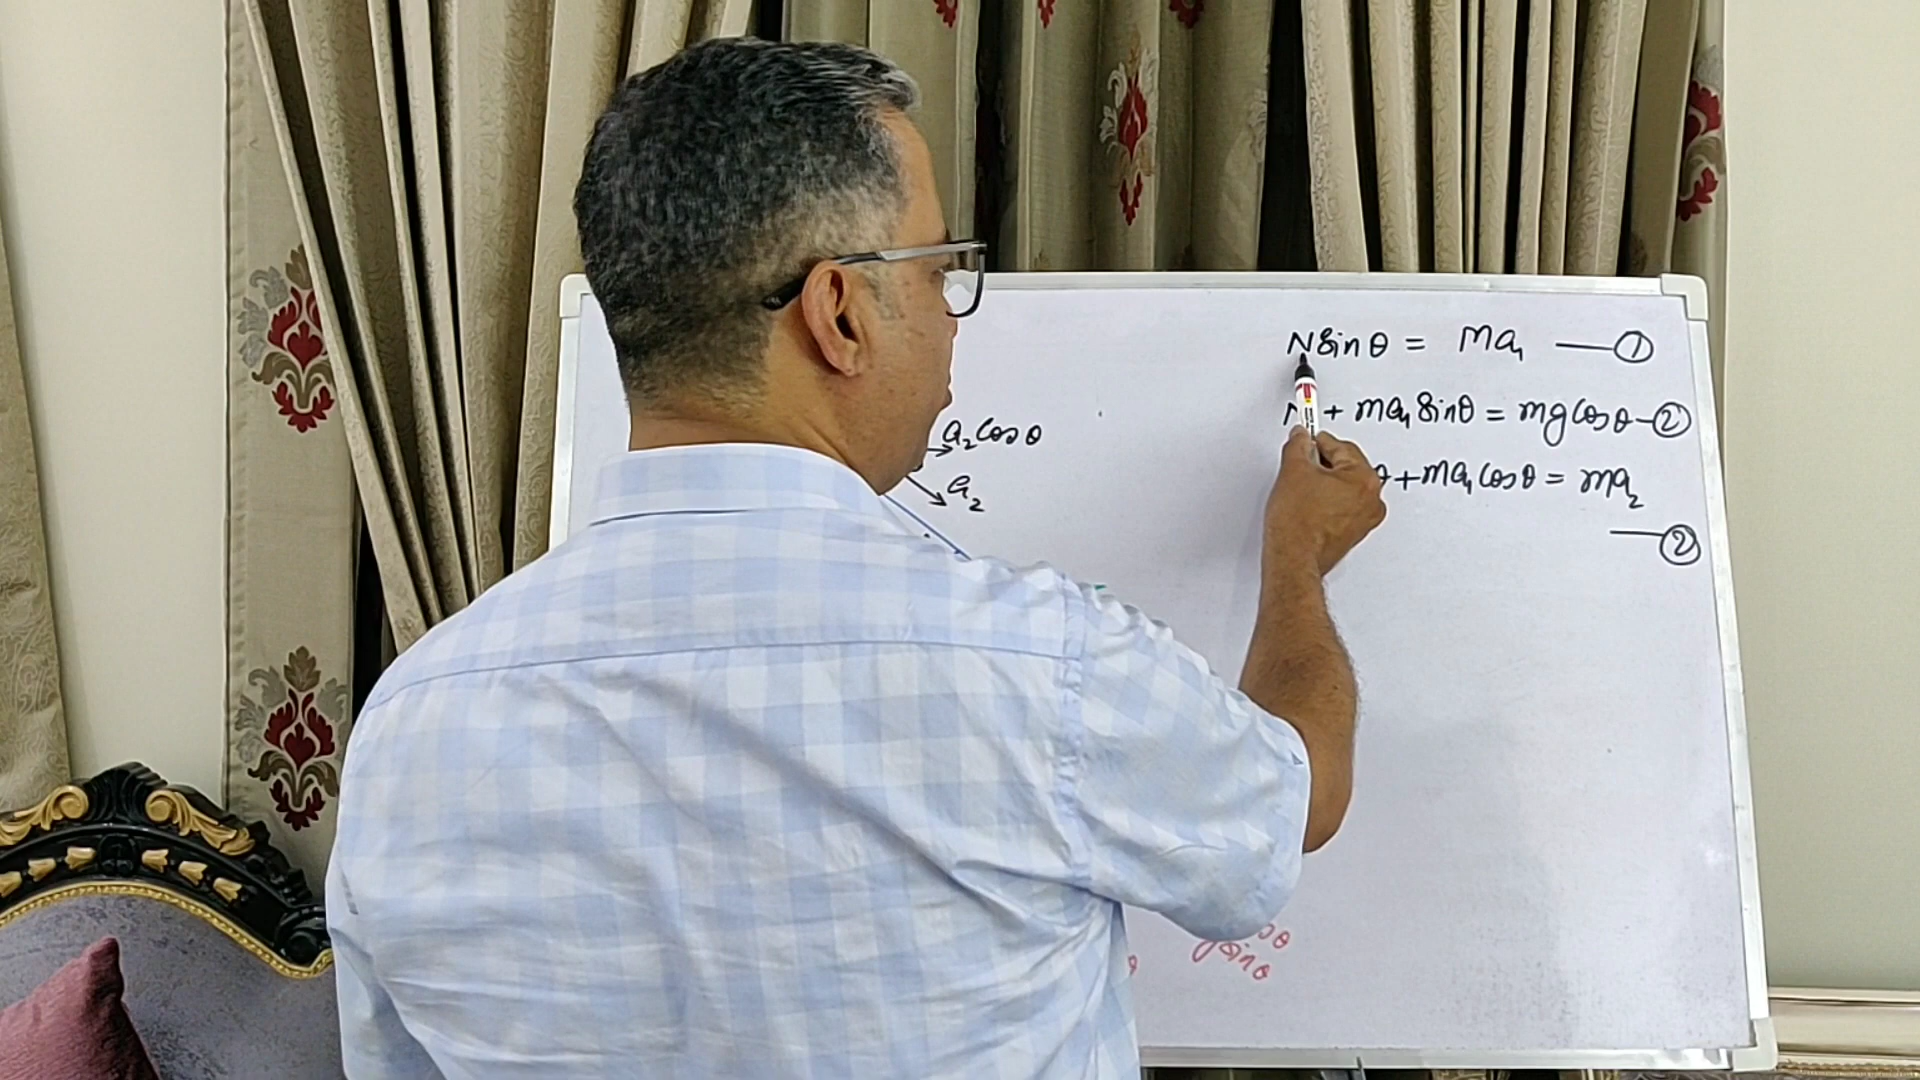 Nsinθ = ma₁ —①
+ ma₁sinθ = mgcosθ-②
θ+ma₁cosθ = ma₂
—②
a₂cosθ
a₂
sinθ